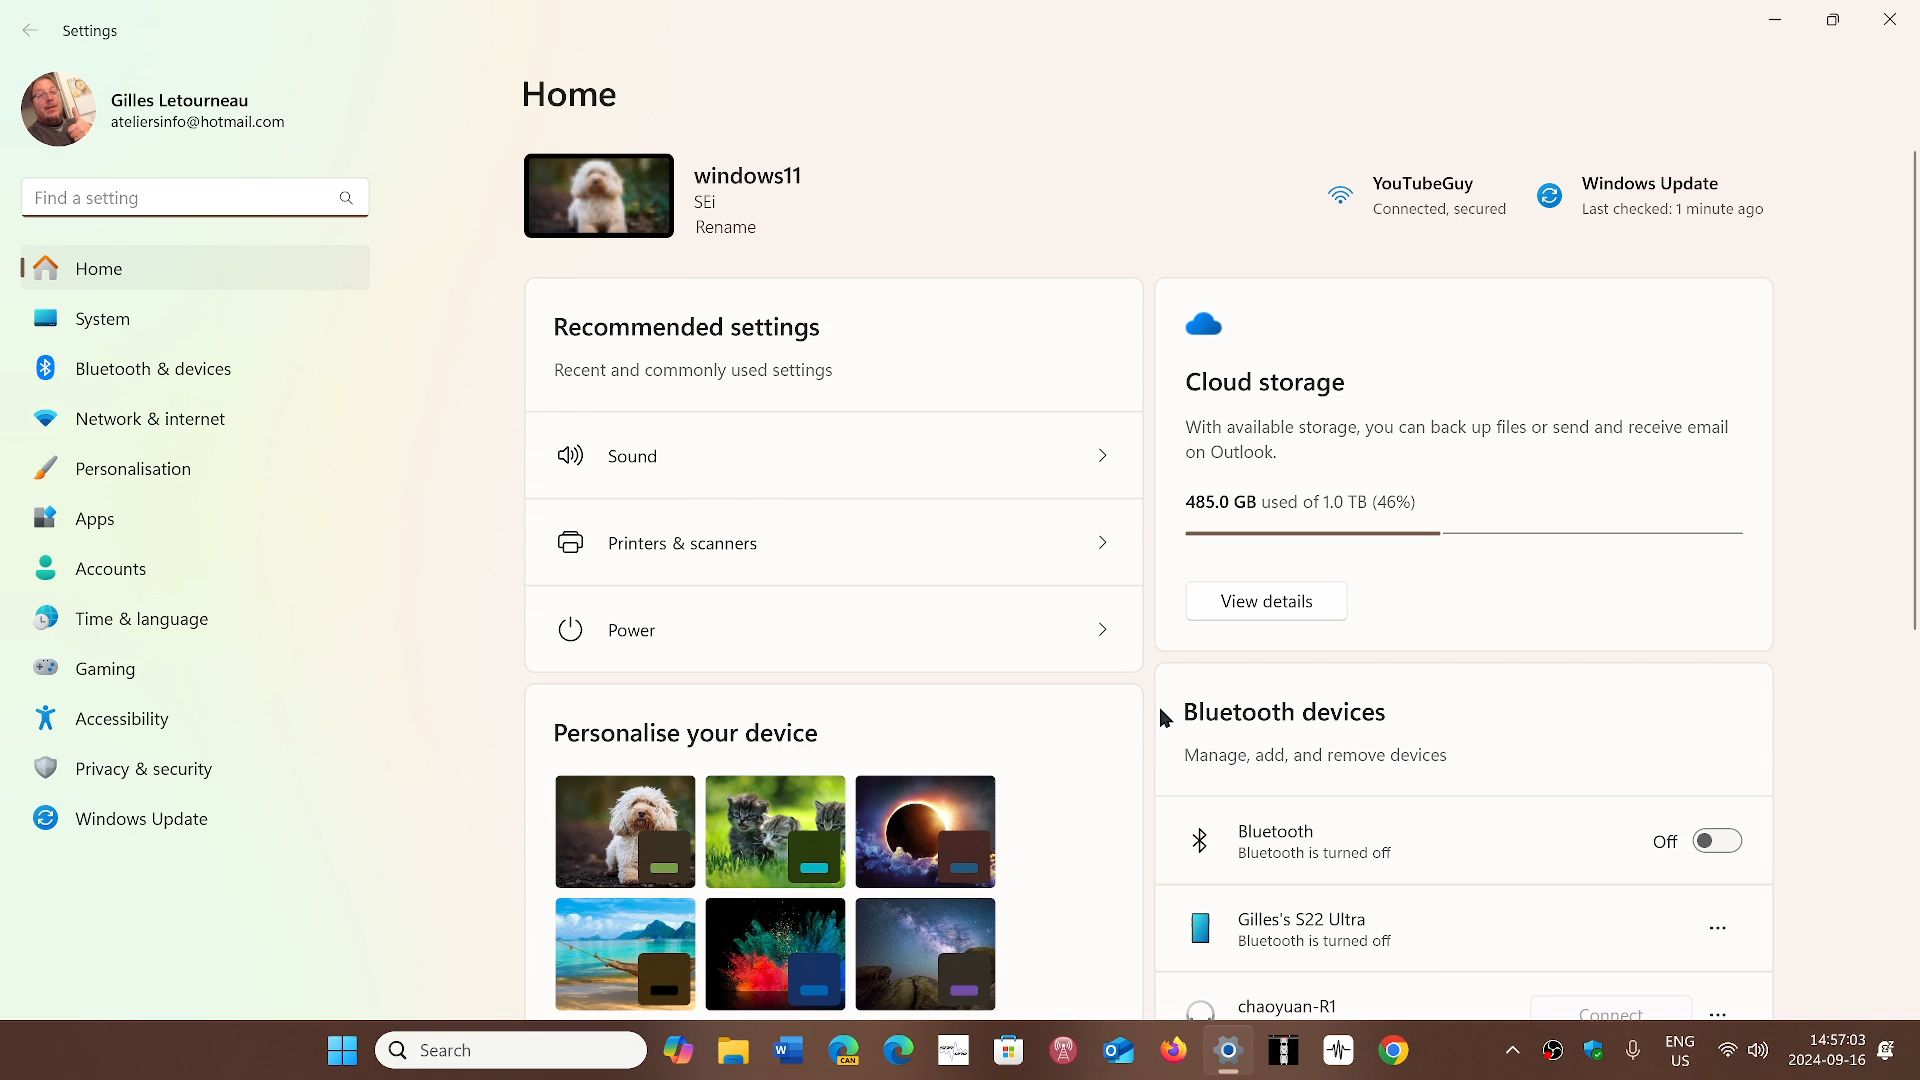 Settings
Gilles Letourneau
ateliersinfo@hotmail.com
Find a setting
Home
System
Bluetooth & devices
Network & internet
Personalisation
Apps
Accounts
Time & language
Gaming
Accessibility
Privacy & security
Windows Update
Home
windows11
SEi
Rename
YouTubeGuy
Connected, secured
Windows Update
Last checked: 1 minute ago
Recommended settings
Recent and commonly used settings
Sound
Printers & scanners
Power
Personalise your device
Cloud storage
With available storage, you can back up files or send and receive email
on Outlook.
485.0 GB used of 1.0 TB (46%)
View details
Bluetooth devices
Manage, add, and remove devices
Bluetooth
Bluetooth is turned off
Off
Gilles's S22 Ultra
Bluetooth is turned off
chaoyuan-R1
Connect
Search
W
CAN
ENG
US
14:57:03
2024-09-16